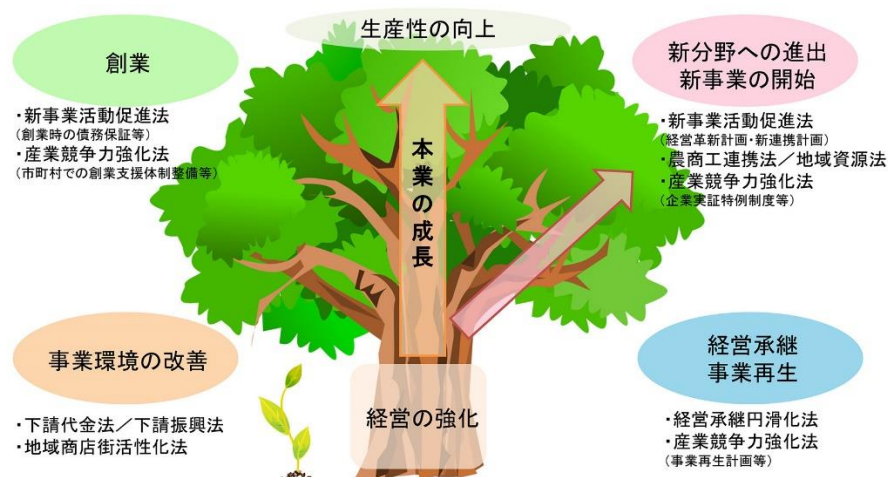 生産性の向上
創業
・新事業活動促進法
(創業時の債務保証等)
・産業競争力強化法
(市町村での創業支援体制整備等)
新分野への進出
新事業の開始
・新事業活動促進法
(経営革新計画・新連携計画)
・農商工連携法／地域資源法
・産業競争力強化法
(企業実証特例制度等)
本業の成長
事業環境の改善
・下請代金法／下請振興法
・地域商店街活性化法
経営の強化
経営承継
事業再生
・経営承継円滑化法
・産業競争力強化法
(事業再生計画等)